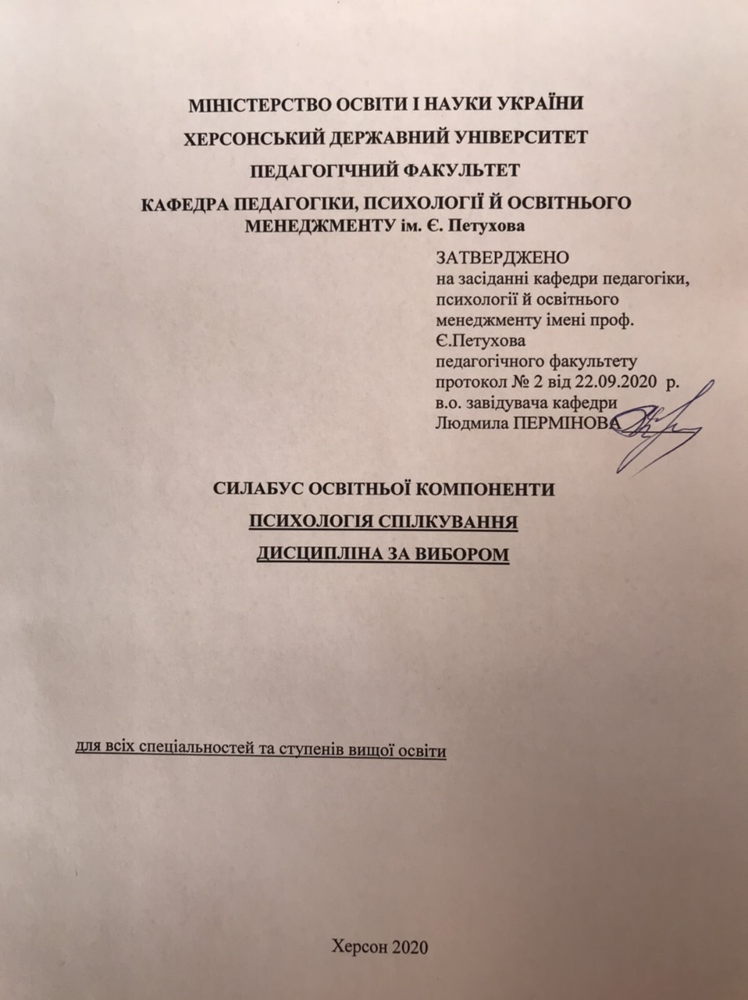 МІНІСТЕРСТВО ОСВІТИ І НАУКИ УКРАЇНИ
ХЕРСОНСЬКИЙ ДЕРЖАВНИЙ УНІВЕРСИТЕТ
ПЕДАГОГІЧНИЙ ФАКУЛЬТЕТ
КАФЕДРА ПЕДАГОГІКИ, ПСИХОЛОГІЇ Й ОСВІТНЬОГО
МЕНЕДЖМЕНТУ ім. Є. Петухова
ЗАТВЕРДЖЕНО
на засіданні кафедри педагогіки,
психології й освітнього
менеджменту імені проф.
Є.Петухова
педагогічного факультету
протокол № 2 від 22.09.2020 р.
в.о. завідувача кафедри
Людмила ПЕРМІНОВА
СИЛАБУС ОСВІТНЬОЇ КОМПОНЕНТИ
ПСИХОЛОГІЯ СПІЛКУВАННЯ
ДИСЦИПЛІНА ЗА ВИБОРОМ
для всіх спеціальностей та ступенів вищої освіти
Херсон 2020